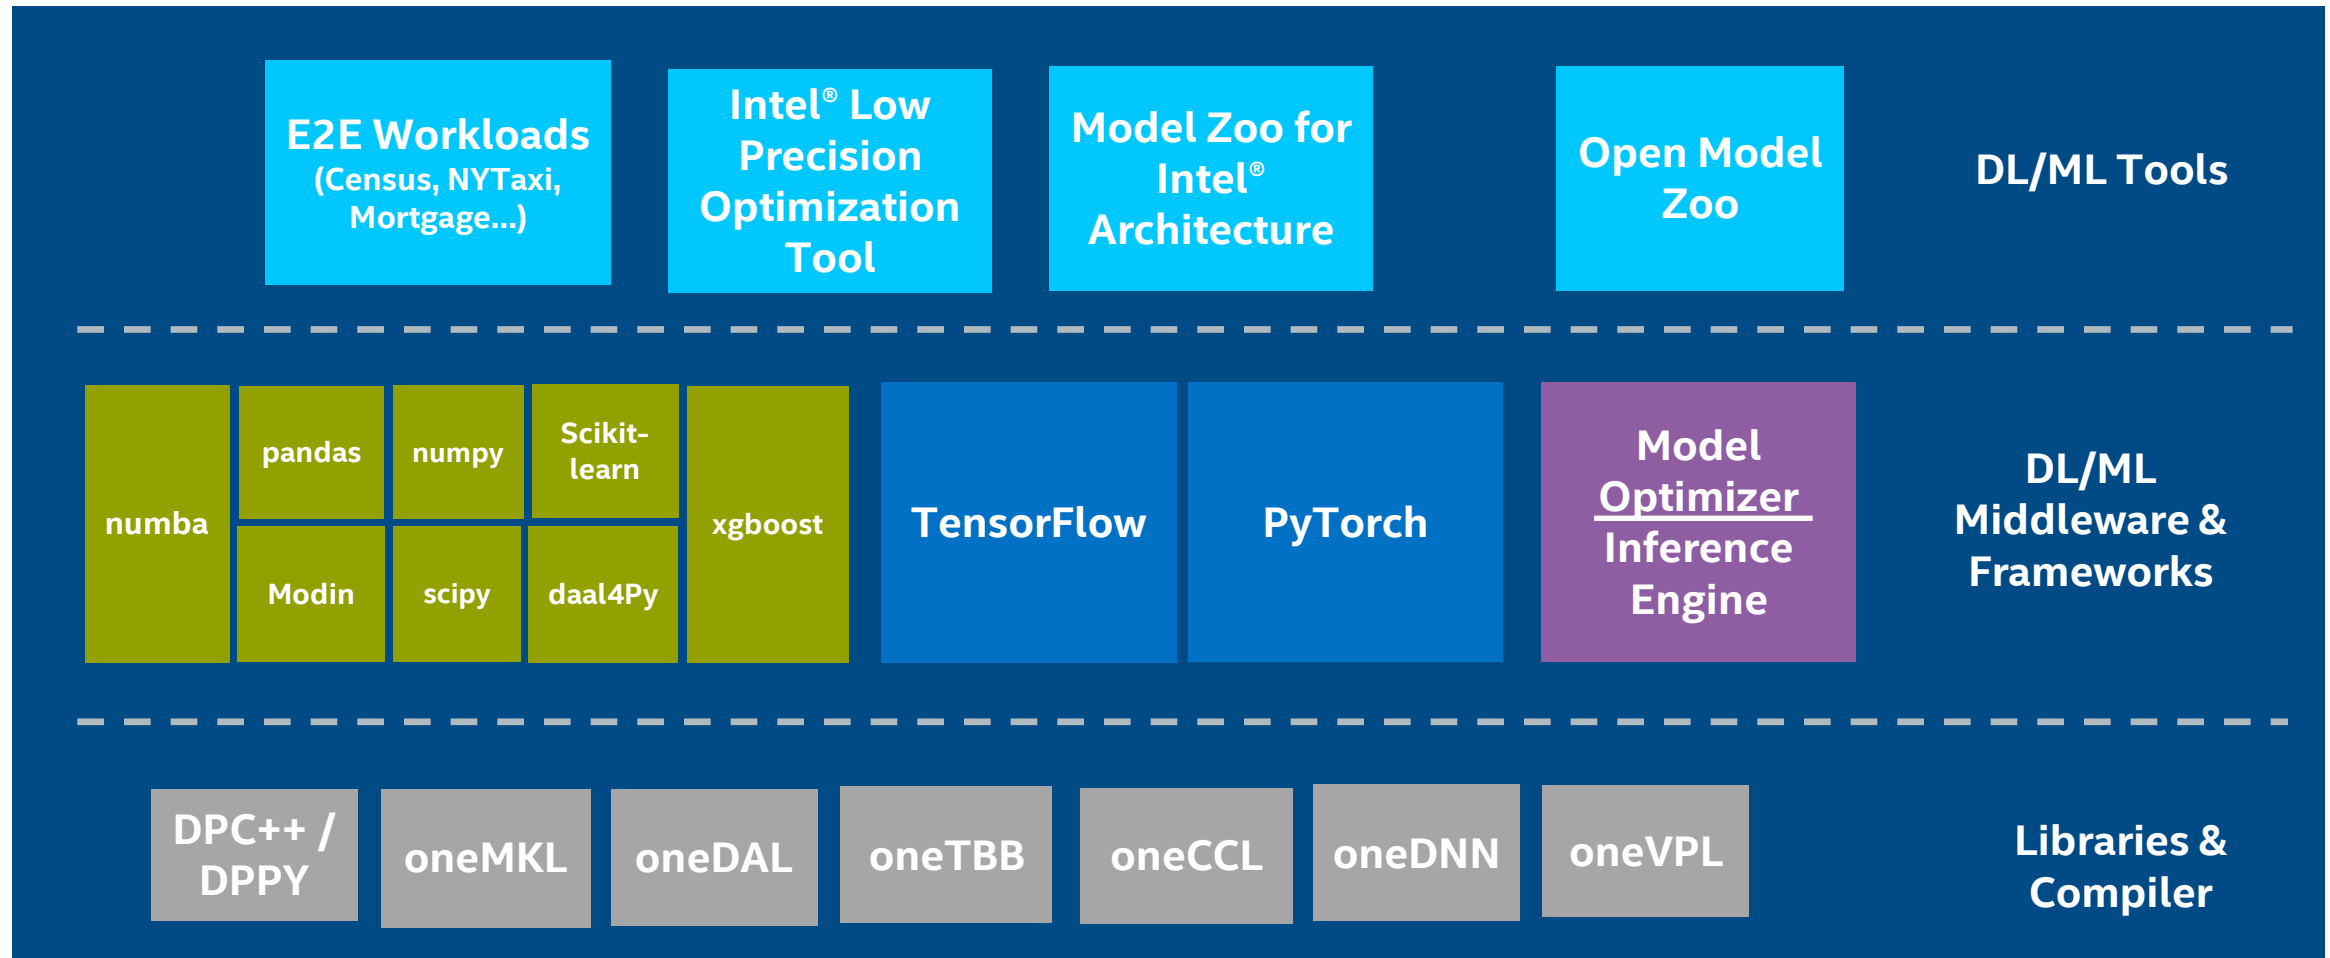 E2E Workloads
(Census, NYTaxi,
Mortgage...)
Intel® Low
Precision
Optimization
Tool
Model Zoo for
Intel®
Architecture
Open Model
Zoo
DL/ML Tools
numba
pandas
numpy
Scikit-
learn
Modin
scipy
daal4Py
xgboost
TensorFlow
PyTorch
Model
Optimizer
Inference
Engine
DL/ML
Middleware &
Frameworks
DPC++ /
DPPY
oneMKL
oneDAL
oneTBB
oneCCL
oneDNN
oneVPL
Libraries &
Compiler